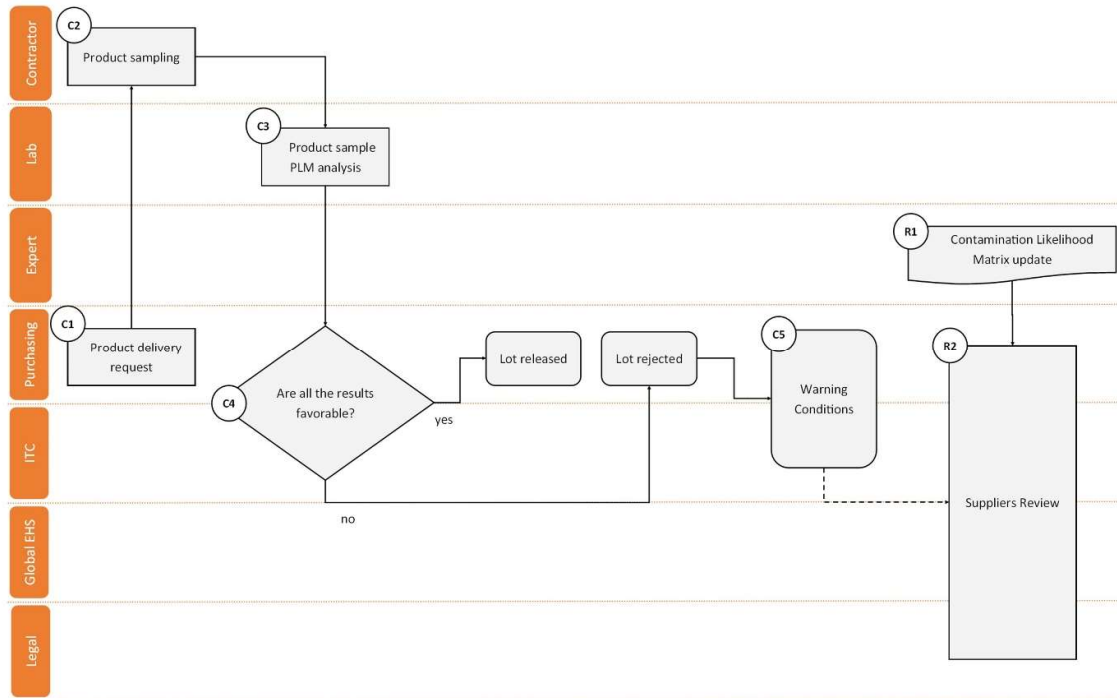 Contractor
C2
Product sampling
Lab
C3
Product sample
PLM analysis
Expert
R1
Contamination Likelihood
Matrix update
Purchasing
C1
Product delivery
request
C4
Are all the results
favorable?
yes
no
Lot released
Lot rejected
C5
Warning
Conditions
R2
Suppliers Review
ITC
Global EHS
Legal